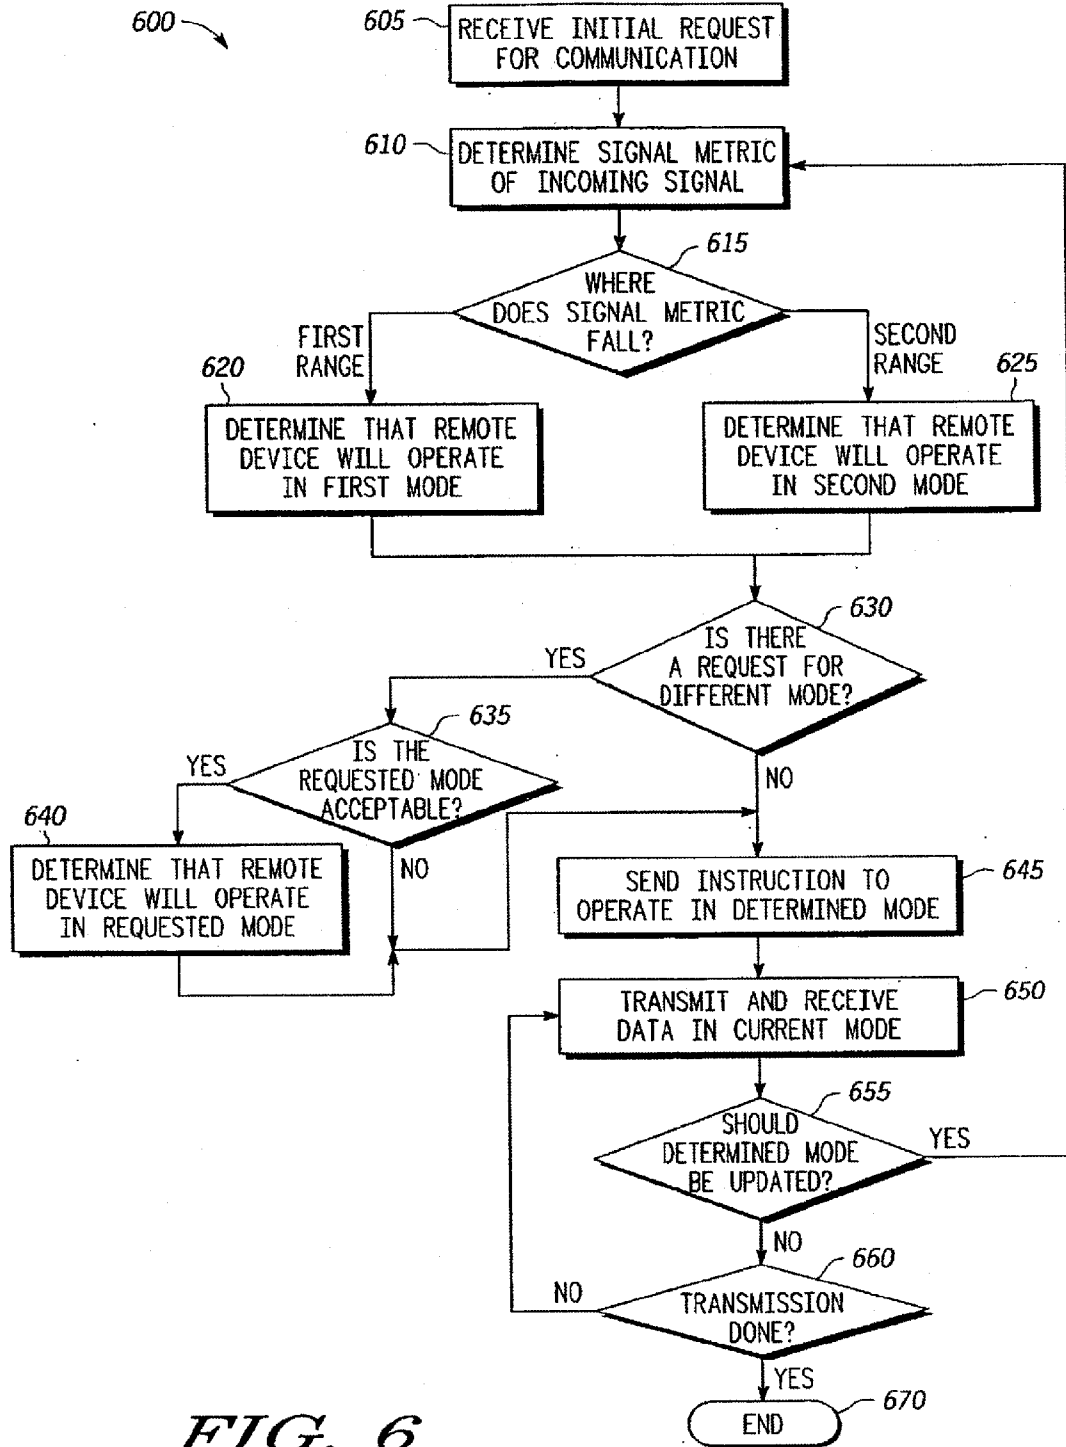 600
605
RECEIVE INITIAL REQUEST
FOR COMMUNICATION
610
DETERMINE SIGNAL METRIC
OF INCOMING SIGNAL
615
WHERE
DOES SIGNAL METRIC
FALL?
FIRST
RANGE
SECOND
RANGE
620
DETERMINE THAT REMOTE
DEVICE WILL OPERATE
IN FIRST MODE
625
DETERMINE THAT REMOTE
DEVICE WILL OPERATE
IN SECOND MODE
630
IS THERE
A REQUEST FOR
DIFFERENT MODE?
YES
NO
635
IS THE
REQUESTED MODE
ACCEPTABLE?
YES
NO
640
DETERMINE THAT REMOTE
DEVICE WILL OPERATE
IN REQUESTED MODE
645
SEND INSTRUCTION TO
OPERATE IN DETERMINED MODE
650
TRANSMIT AND RECEIVE
DATA IN CURRENT MODE
655
SHOULD
DETERMINED MODE
BE UPDATED?
YES
NO
660
TRANSMISSION
DONE?
NO
YES
670
END
FIG. 6